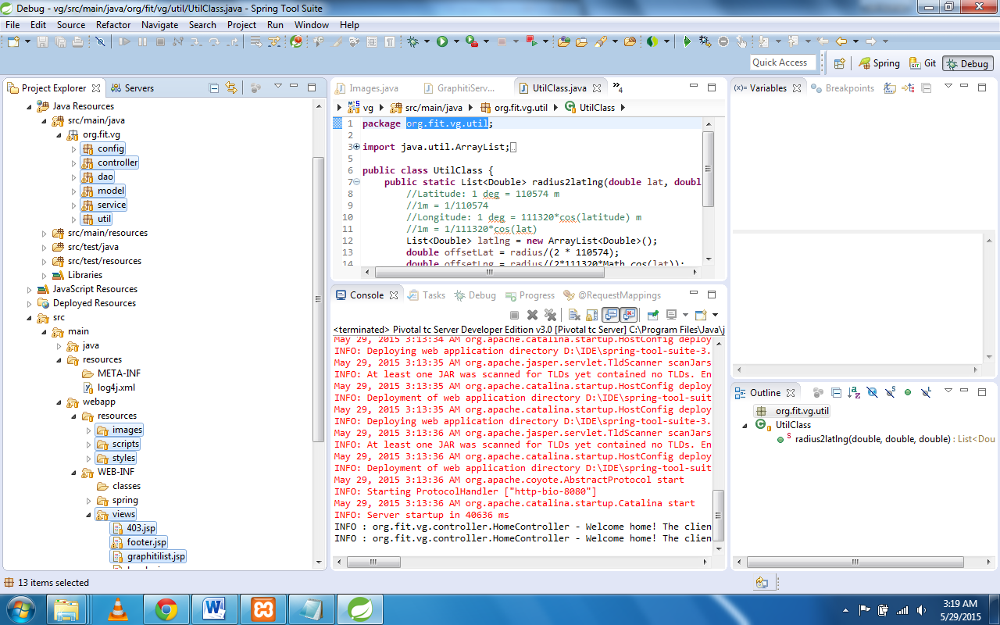 Debug - vg/src/main/java/org/fit/vg/util/UtilClass.java - Spring Tool Suite
File Edit Source Refactor Navigate Search Project Run Window Help
Quick Access
Spring Git Debug
Project Explorer Servers
Java Resources
src/main/java
org.fit.vg
config
controller
dao
model
service
util
src/main/resources
src/test/java
src/test/resources
Libraries
JavaScript Resources
Deployed Resources
src
main
java
resources
META-INF
log4j.xml
webapp
resources
images
scripts
styles
WEB-INF
classes
spring
views
403.jsp
footer.jsp
graphitilist.jsp
Images.java GraphitiServ... UtilClass.java »4
vg src/main/java org.fit.vg.util UtilClass
1 package org.fit.vg.util;
2
3 import java.util.ArrayList;
5
6 public class UtilClass {
7 public static List<Double> radius2latlng(double lat, doubl
8 //Latitude: 1 deg = 110574 m
9 //1m = 1/110574
10 //Longitude: 1 deg = 111320*cos(latitude) m
11 //1m = 1/111320*cos(lat)
12 List<Double> latlng = new ArrayList<Double>();
13 double offsetLat = radius/(2 * 110574);
14 double offsetLng = radius/(2*111320*Math.cos(lat));
Console Tasks Debug Progress @RequestMappings
<terminated> Pivotal tc Server Developer Edition v3.0 [Pivotal tc Server] C:\Program Files\Java\j
May 29, 2015 3:13:34 AM org.apache.catalina.startup.HostConfig deploy
INFO: Deploying web application directory D:\IDE\spring-tool-suite-3.
May 29, 2015 3:13:35 AM org.apache.jasper.servlet.TldScanner scanJars
INFO: At least one JAR was scanned for TLDs yet contained no TLDs. En
May 29, 2015 3:13:35 AM org.apache.catalina.startup.HostConfig deploy
INFO: Deployment of web application directory D:\IDE\spring-tool-suit
May 29, 2015 3:13:35 AM org.apache.catalina.startup.HostConfig deploy
INFO: Deploying web application directory D:\IDE\spring-tool-suite-3.
May 29, 2015 3:13:36 AM org.apache.jasper.servlet.TldScanner scanJars
INFO: At least one JAR was scanned for TLDs yet contained no TLDs. En
May 29, 2015 3:13:36 AM org.apache.catalina.startup.HostConfig deploy
INFO: Deployment of web application directory D:\IDE\spring-tool-suit
May 29, 2015 3:13:36 AM org.apache.coyote.AbstractProtocol start
INFO: Starting ProtocolHandler ["http-bio-8080"]
May 29, 2015 3:13:36 AM org.apache.catalina.startup.Catalina start
INFO: Server startup in 40636 ms
INFO : org.fit.vg.controller.HomeController - Welcome home! The clien
INFO : org.fit.vg.controller.HomeController - Welcome home! The clien
(x)= Variables Breakpoints
Outline
org.fit.vg.util
UtilClass
radius2latlng(double, double, double) : List<Dou
13 items selected
3:19 AM
5/29/2015